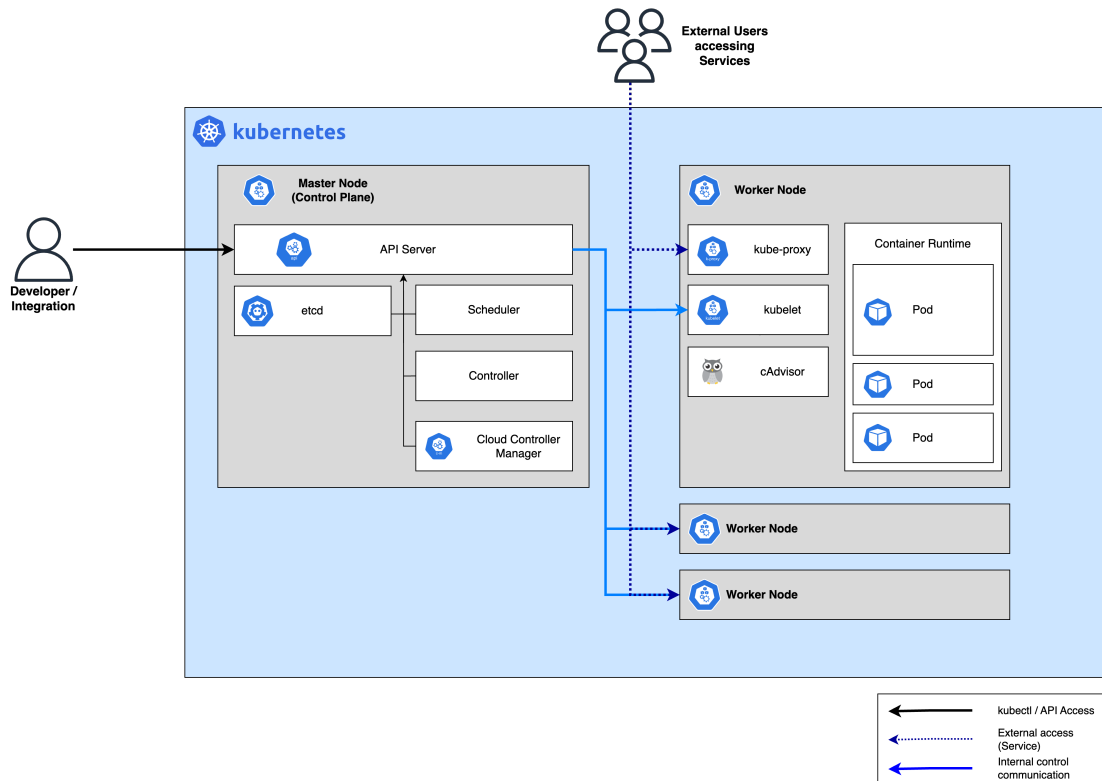 External Users
accessing
Services
kubernetes
Master Node
(Control Plane)
API Server
etcd
Scheduler
Controller
Cloud Controller
Manager
Developer /
Integration
Worker Node
kube-proxy
kubelet
kubelet
cAdvisor
Container Runtime
Pod
Pod
Pod
Worker Node
Worker Node
kubectl / API Access
External access
(Service)
Internal control
communication